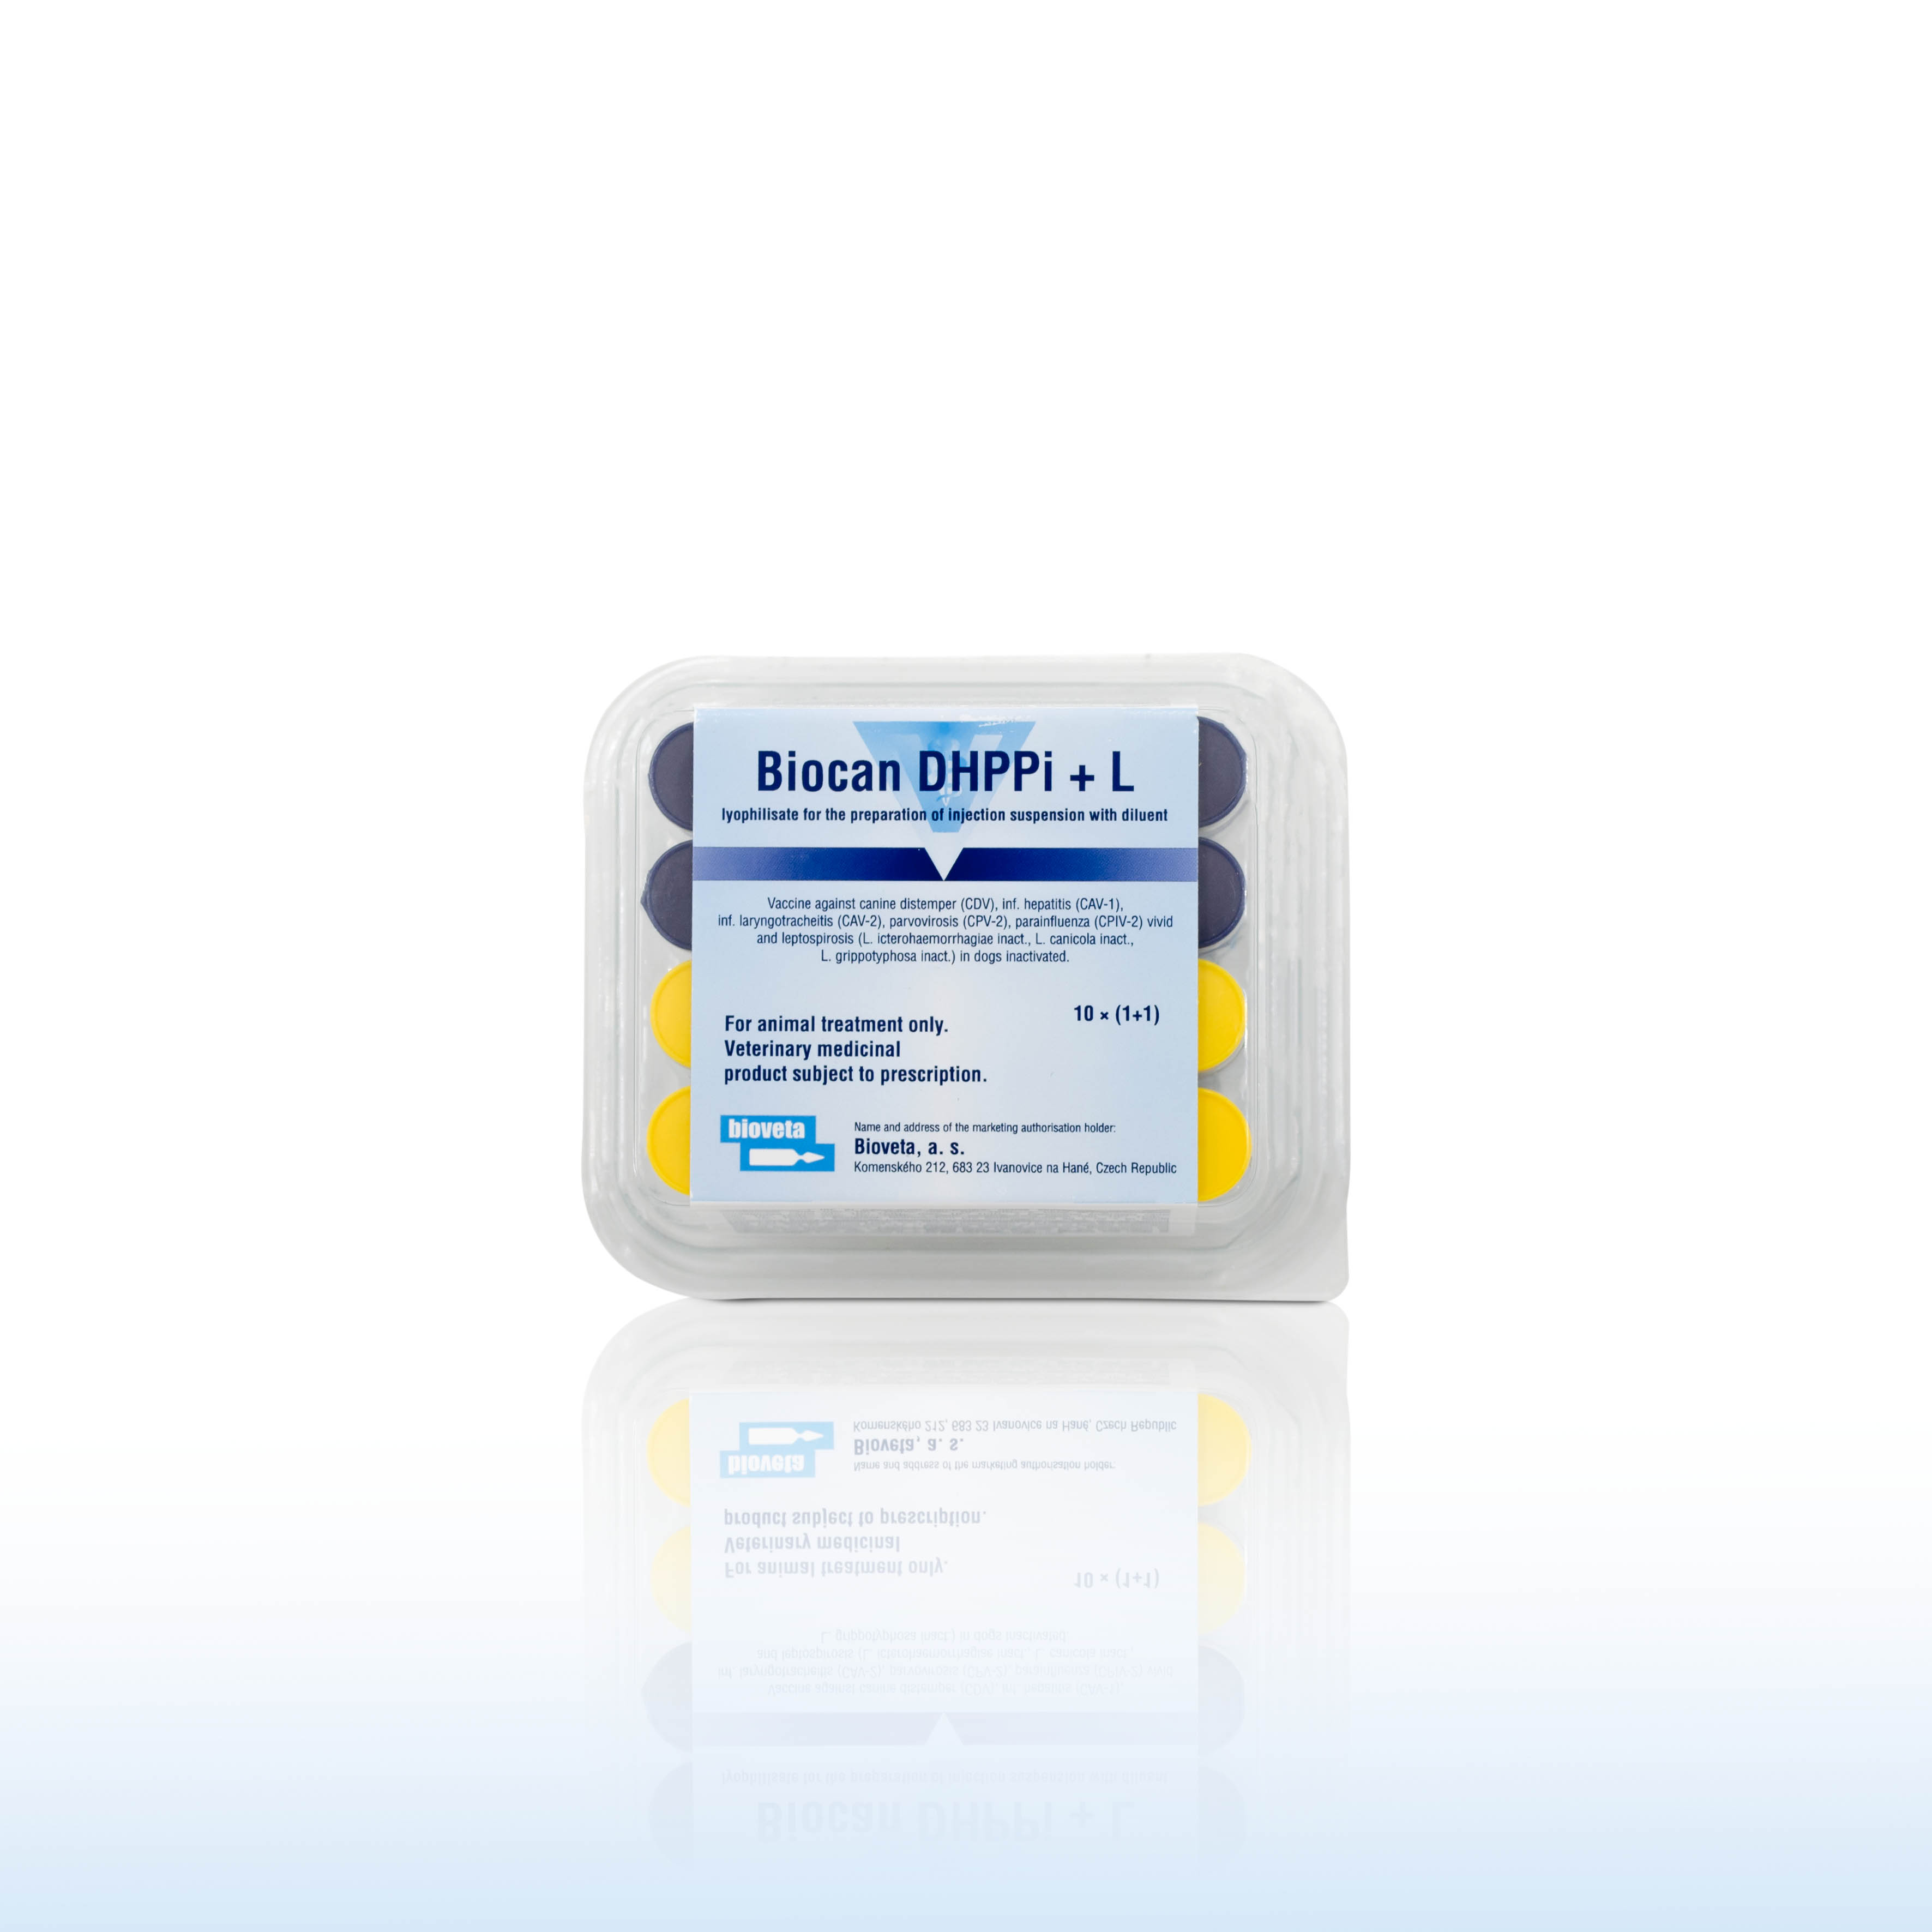 Biocan DHPPi + L
lyophilisate for the preparation of injection suspension with diluent
Vaccine against canine distemper (CDV), inf. hepatitis (CAV-1),
inf. laryngotracheitis (CAV-2), parvovirosis (CPV-2), parainfluenza (CPIV-2) vivid
and leptospirosis (L. icterohaemorrhagiae inact., L. canicola inact.,
L. grippotyphosa inact.) in dogs inactivated.
10 × (1+1)
For animal treatment only.
Veterinary medicinal
product subject to prescription.
bioveta
Name and address of the marketing authorisation holder:
Bioveta, a. s.
Komenského 212, 683 23 Ivanovice na Hané, Czech Republic